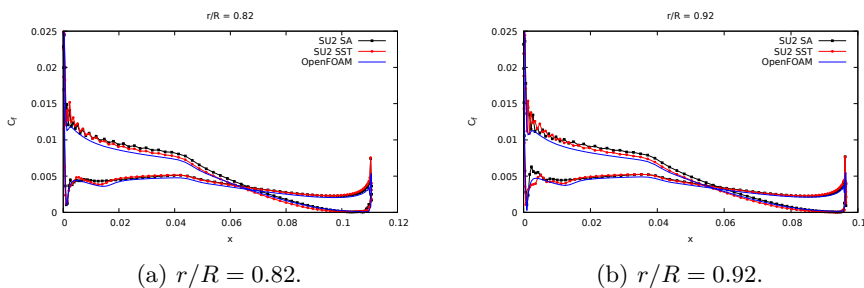 r/R = 0.82
0.025
0.02
0.015
0.01
0.005
0
C_f
SU2 SA
SU2 SST
OpenFOAM
0
0.02
0.04
0.06
0.08
0.1
0.12
x
(a) r/R = 0.82.
r/R = 0.92
0.025
0.02
0.015
0.01
0.005
0
C_f
SU2 SA
SU2 SST
OpenFOAM
0
0.02
0.04
0.06
0.08
0.1
x
(b) r/R = 0.92.